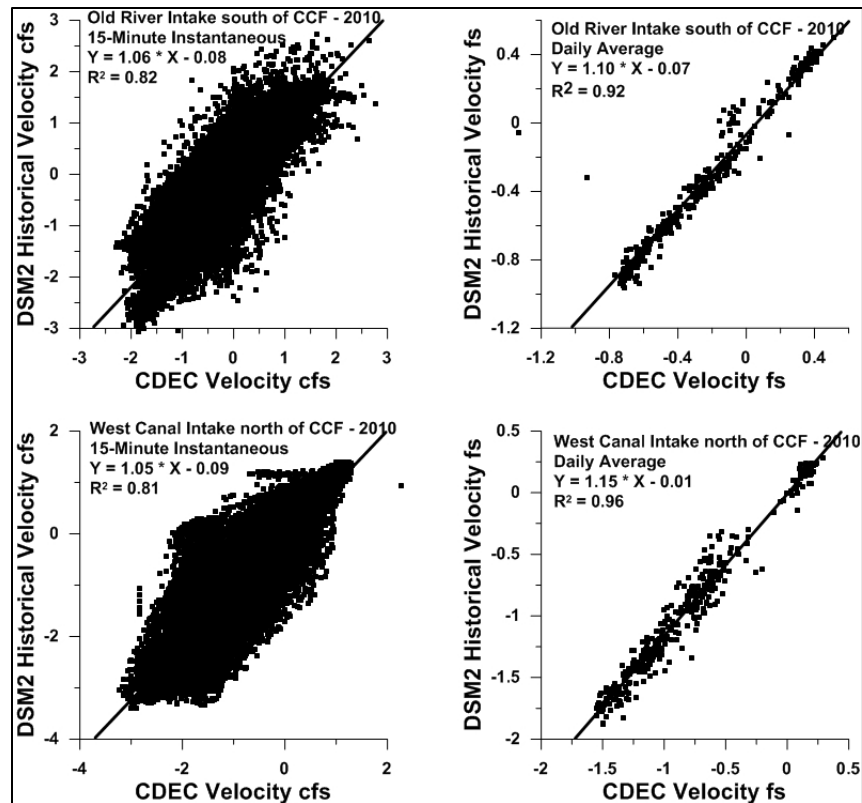 Old River Intake south of CCF - 2010
15-Minute Instantaneous
Y = 1.06 * X - 0.08
R² = 0.82
DSM2 Historical Velocity cfs
3
2
1
0
-1
-2
-3
-3 -2 -1 0 1 2 3
CDEC Velocity cfs
Old River Intake south of CCF - 2010
Daily Average
Y = 1.10 * X - 0.07
R² = 0.92
DSM2 Historical Velocity fs
0.4
0
-0.4
-0.8
-1.2
-1.2 -0.8 -0.4 0 0.4
CDEC Velocity fs
West Canal Intake north of CCF - 2010
15-Minute Instantaneous
Y = 1.05 * X - 0.09
R² = 0.81
DSM2 Historical Velocity cfs
2
0
-2
-4
-4 -2 0 2
CDEC Velocity cfs
West Canal Intake north of CCF - 2010
Daily Average
Y = 1.15 * X - 0.01
R² = 0.96
DSM2 Historical Velocity fs
0.5
0
-0.5
-1
-1.5
-2
-2 -1.5 -1 -0.5 0 0.5
CDEC Velocity fs